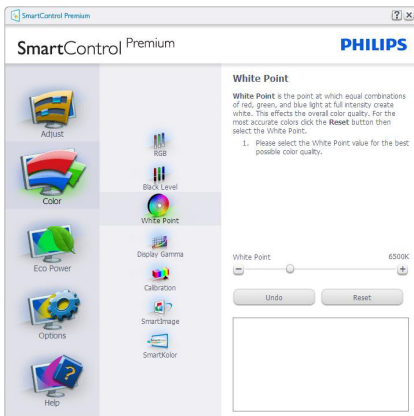 SmartControl Premium
SmartControl Premium
PHILIPS
Adjust
Color
Eco Power
Options
Help
RGB
Black Level
White Point
Display Gamma
Calibration
SmartImage
SmartKolor
White Point
White Point is the point at which equal combinations
of red, green, and blue light at full intensity create
white. This effects the overall color quality. For the
most accurate colors click the Reset button then
select the White Point.
1. Please select the White Point value for the best
possible color quality.
White Point 6500K
Undo Reset